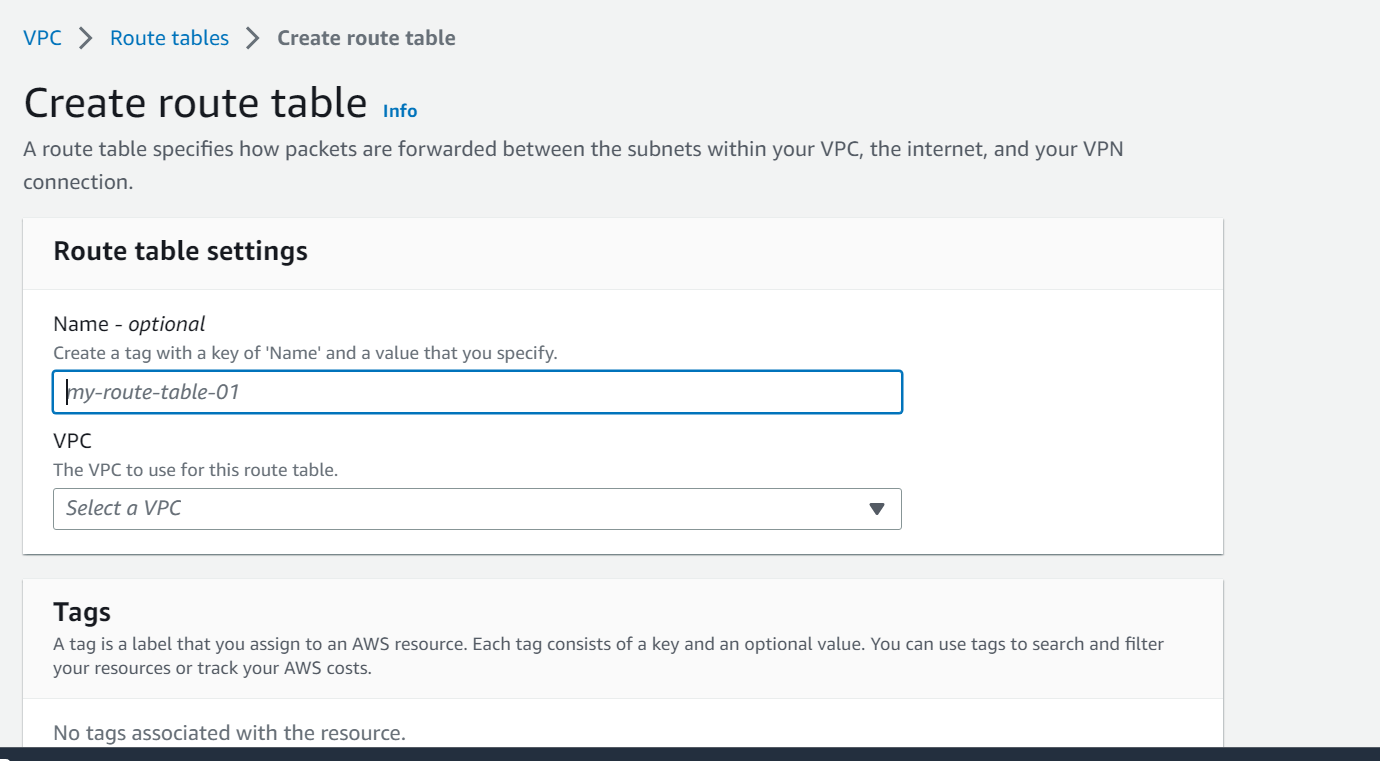 VPC > Route tables > Create route table
Create route table Info
A route table specifies how packets are forwarded between the subnets within your VPC, the internet, and your VPN
connection.
Route table settings
Name - optional
Create a tag with a key of 'Name' and a value that you specify.
my-route-table-01
VPC
The VPC to use for this route table.
Select a VPC
Tags
A tag is a label that you assign to an AWS resource. Each tag consists of a key and an optional value. You can use tags to search and filter
your resources or track your AWS costs.
No tags associated with the resource.